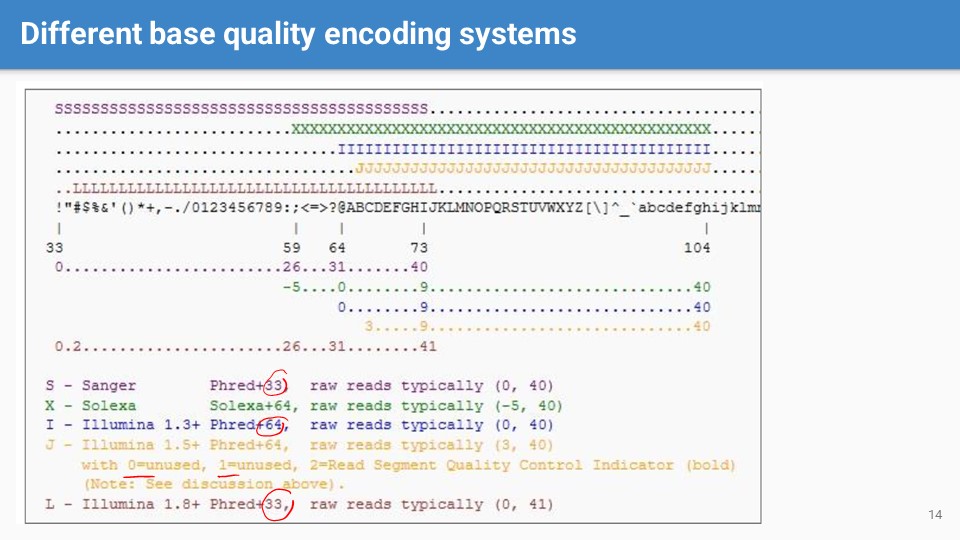 Different base quality encoding systems
SSSSSSSSSSSSSSSSSSSSSSSSSSSSSSSSSSSSSSSSS.....................................
..........................XXXXXXXXXXXXXXXXXXXXXXXXXXXXXXXXXXXXXXXXXXXXXX......
...............................IIIIIIIIIIIIIIIIIIIIIIIIIIIIIIIIIIIIIIIII......
.................................JJJJJJJJJJJJJJJJJJJJJJJJJJJJJJJJJJJJJJJ......
..LLLLLLLLLLLLLLLLLLLLLLLLLLLLLLLLLLLLLLLL....................................
!"#$%&'()*+,-./0123456789:;<=>?@ABCDEFGHIJKLMNOPQRSTUVWXYZ[\]^_`abcdefghijklm
| | | | |
33 59 64 73 104
0........................26...31.......40
-5....0........9.............................40
0........9.............................40
3.....9.............................40
0.2......................26...31........41
S - Sanger Phred+33, raw reads typically (0, 40)
X - Solexa Solexa+64, raw reads typically (-5, 40)
I - Illumina 1.3+ Phred+64, raw reads typically (0, 40)
J - Illumina 1.5+ Phred+64, raw reads typically (3, 40)
with 0=unused, 1=unused, 2=Read Segment Quality Control Indicator (bold)
(Note: See discussion above).
L - Illumina 1.8+ Phred+33, raw reads typically (0, 41)
14